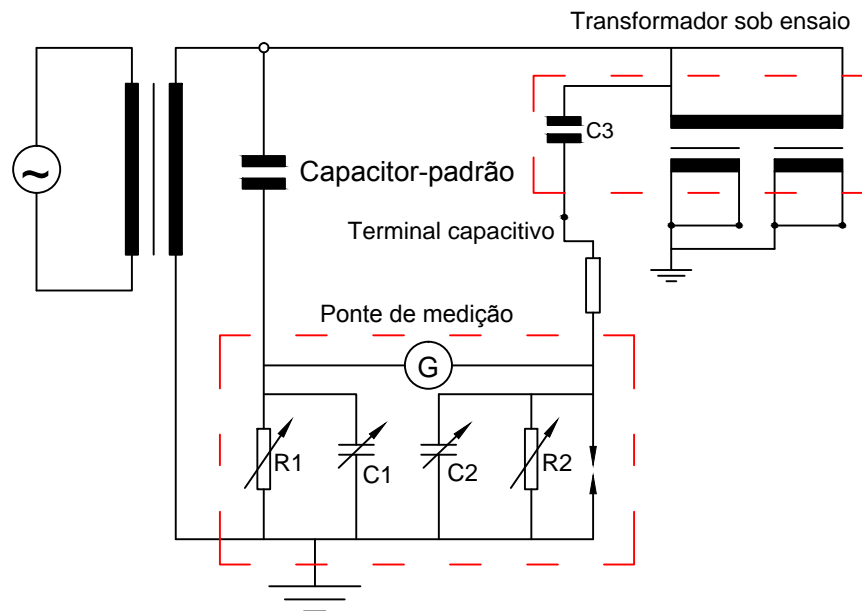 Transformador sob ensaio
C3
Capacitor-padrão
~
Terminal capacitivo
Ponte de medição
G
R1
C1
C2
R2